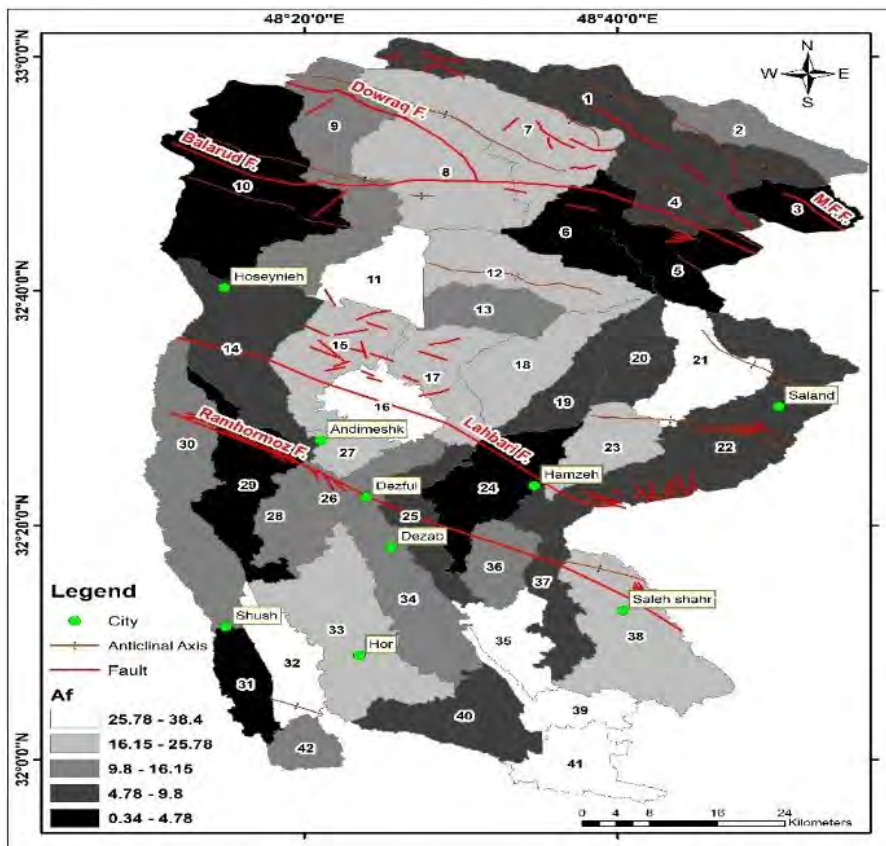 48°20'0"E 48°40'0"E
33°0'0"N
32°40'0"N
32°20'0"N
32°0'0"N
N
W E
S
1
2
Dowraq F.
9
7
Balarud F.
8
10
4
M.F.F.
3
6
5
Hoseynieh
11
12
13
14
15
20
21
17
18
16
19
Saland
Ramhormoz F.
Lahbari F.
30
Andimeshk
27
23
22
29
Hamzeh
24
26
Dezful
25
28
Dezab
36
37
34
Saleh shahr
38
33
35
Shush
Hor
32
31
39
40
42
41
Legend
City
Anticlinal Axis
Fault
Af
25.78 - 38.4
16.15 - 25.78
9.8 - 16.15
4.78 - 9.8
0.34 - 4.78
0 4 8 16 24
Kilometers